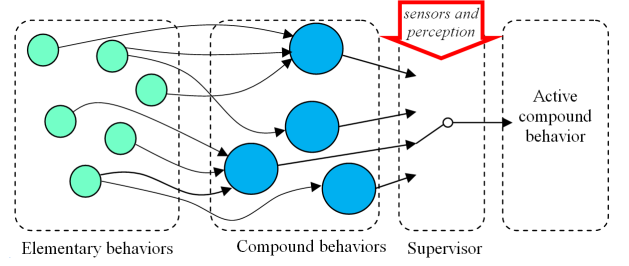 sensors and
perception
Active
compound
behavior
Elementary behaviors
Compound behaviors
Supervisor